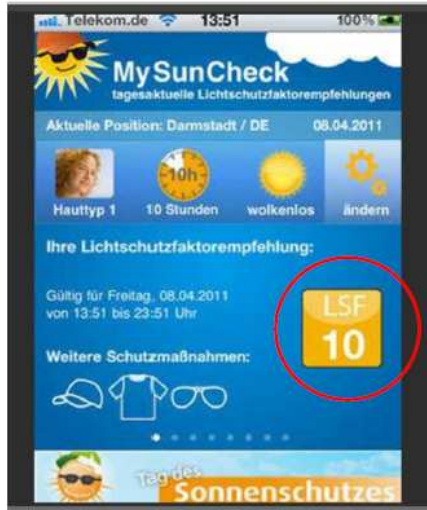 Telekom.de 13:51 100%
MySunCheck
tagesaktuelle Lichtschutzfaktorempfehlungen
Aktuelle Position: Darmstadt / DE 08.04.2011
10h
Hauttyp 1 10 Stunden wolkenlos ändern
Ihre Lichtschutzfaktorempfehlung:
Gültig für Freitag, 08.04.2011
von 13:51 bis 23:51 Uhr
LSF
10
Weitere Schutzmaßnahmen:
Tag des
Sonnenschutzes